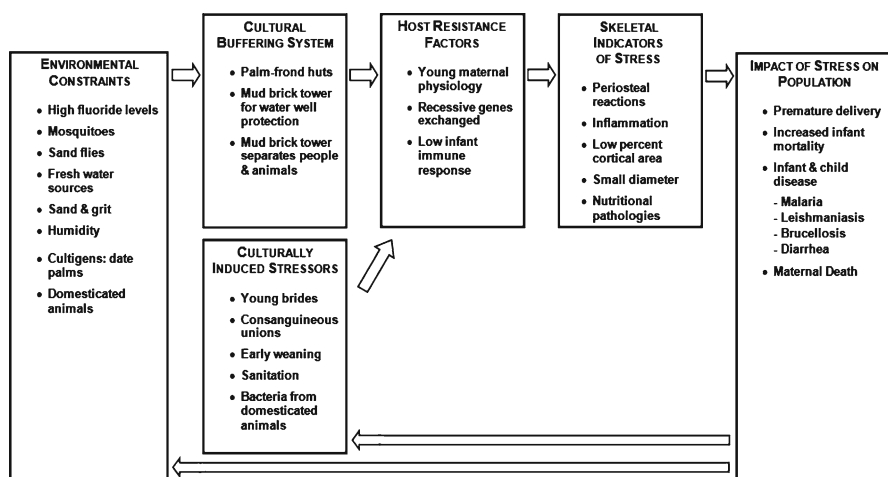 ENVIRONMENTAL
CONSTRAINTS
• High fluoride levels
• Mosquitoes
• Sand flies
• Fresh water
sources
• Sand & grit
• Humidity
• Cultigens: date
palms
• Domesticated
animals
CULTURAL
BUFFERING SYSTEM
• Palm-frond huts
• Mud brick tower
for water well
protection
• Mud brick tower
separates people
& animals
CULTURALLY
INDUCED STRESSORS
• Young brides
• Consanguineous
unions
• Early weaning
• Sanitation
• Bacteria from
domesticated
animals
HOST RESISTANCE
FACTORS
• Young maternal
physiology
• Recessive genes
exchanged
• Low infant
immune
response
SKELETAL
INDICATORS
OF STRESS
• Periosteal
reactions
• Inflammation
• Low percent
cortical area
• Small diameter
• Nutritional
pathologies
IMPACT OF STRESS ON
POPULATION
• Premature delivery
• Increased infant
mortality
• Infant & child
disease
- Malaria
- Leishmaniasis
- Brucellosis
- Diarrhea
• Maternal Death